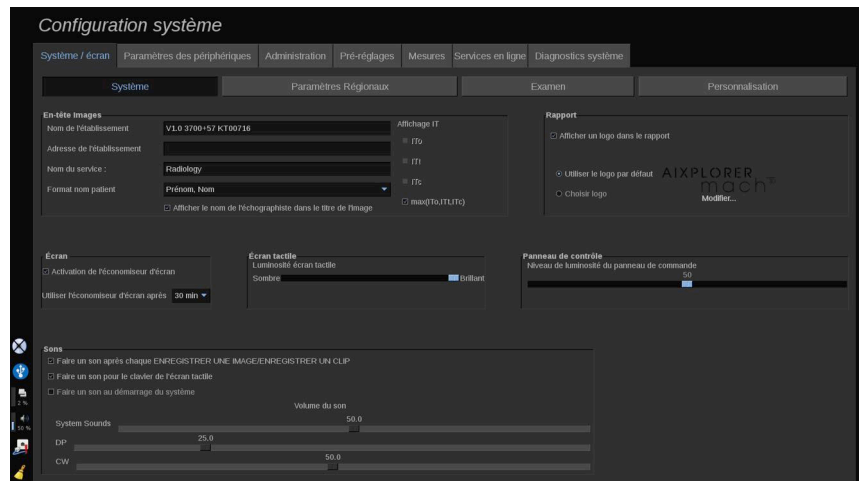 Configuration système
Système / écran Paramètres des périphériques Administration Pré-réglages Mesures Services en ligne Diagnostics système
Système Paramètres Régionaux Examen Personnalisation
En-tête Images
Nom de l'établissement V1.0 3700+57 KT00716
Adresse de l'établissement
Nom du service : Radiology
Format nom patient Prénom, Nom
Afficher le nom de l'échographiste dans le titre de l'image
Affichage IT
ITo
ITt
ITc
max(ITo,ITt,ITc)
Rapport
Afficher un logo dans le rapport
Utiliser le logo par défaut AIXPLORER
mach
Choisir logo
Modifier...
Écran
Activation de l'économiseur d'écran
Utiliser l'économiseur d'écran après 30 min
Écran tactile
Luminosité écran tactile
Sombre Brillant
Panneau de contrôle
Niveau de luminosité du panneau de commande
50
Sons
Faire un son après chaque ENREGISTRER UNE IMAGE/ENREGISTRER UN CLIP
Faire un son pour le clavier de l'écran tactile
Faire un son au démarrage du système
Volume du son
System Sounds 50.0
DP 25.0
CW 50.0
2 %
50 %